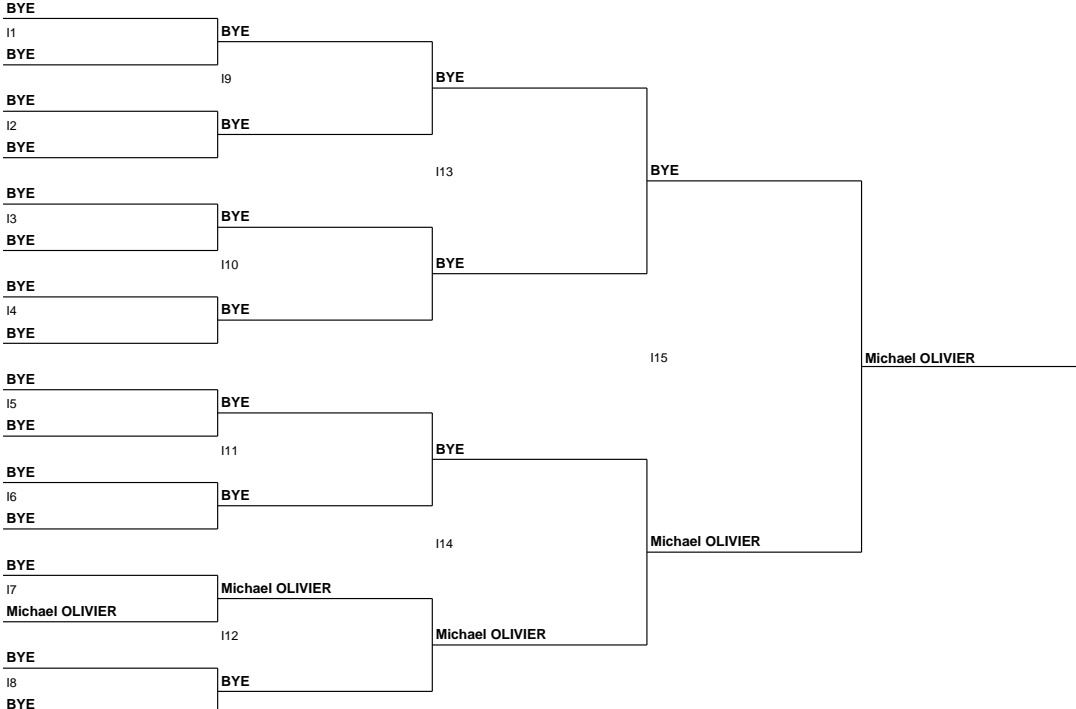 BYE
I1
BYE
BYE
I9
BYE
I2
BYE
BYE
BYE
I13
BYE
I3
BYE
BYE
I10
BYE
I4
BYE
BYE
BYE
BYE
I15
Michael OLIVIER
BYE
I5
BYE
BYE
I11
BYE
I6
BYE
BYE
BYE
I14
Michael OLIVIER
BYE
I7
Michael OLIVIER
Michael OLIVIER
I12
Michael OLIVIER
BYE
I8
BYE
BYE